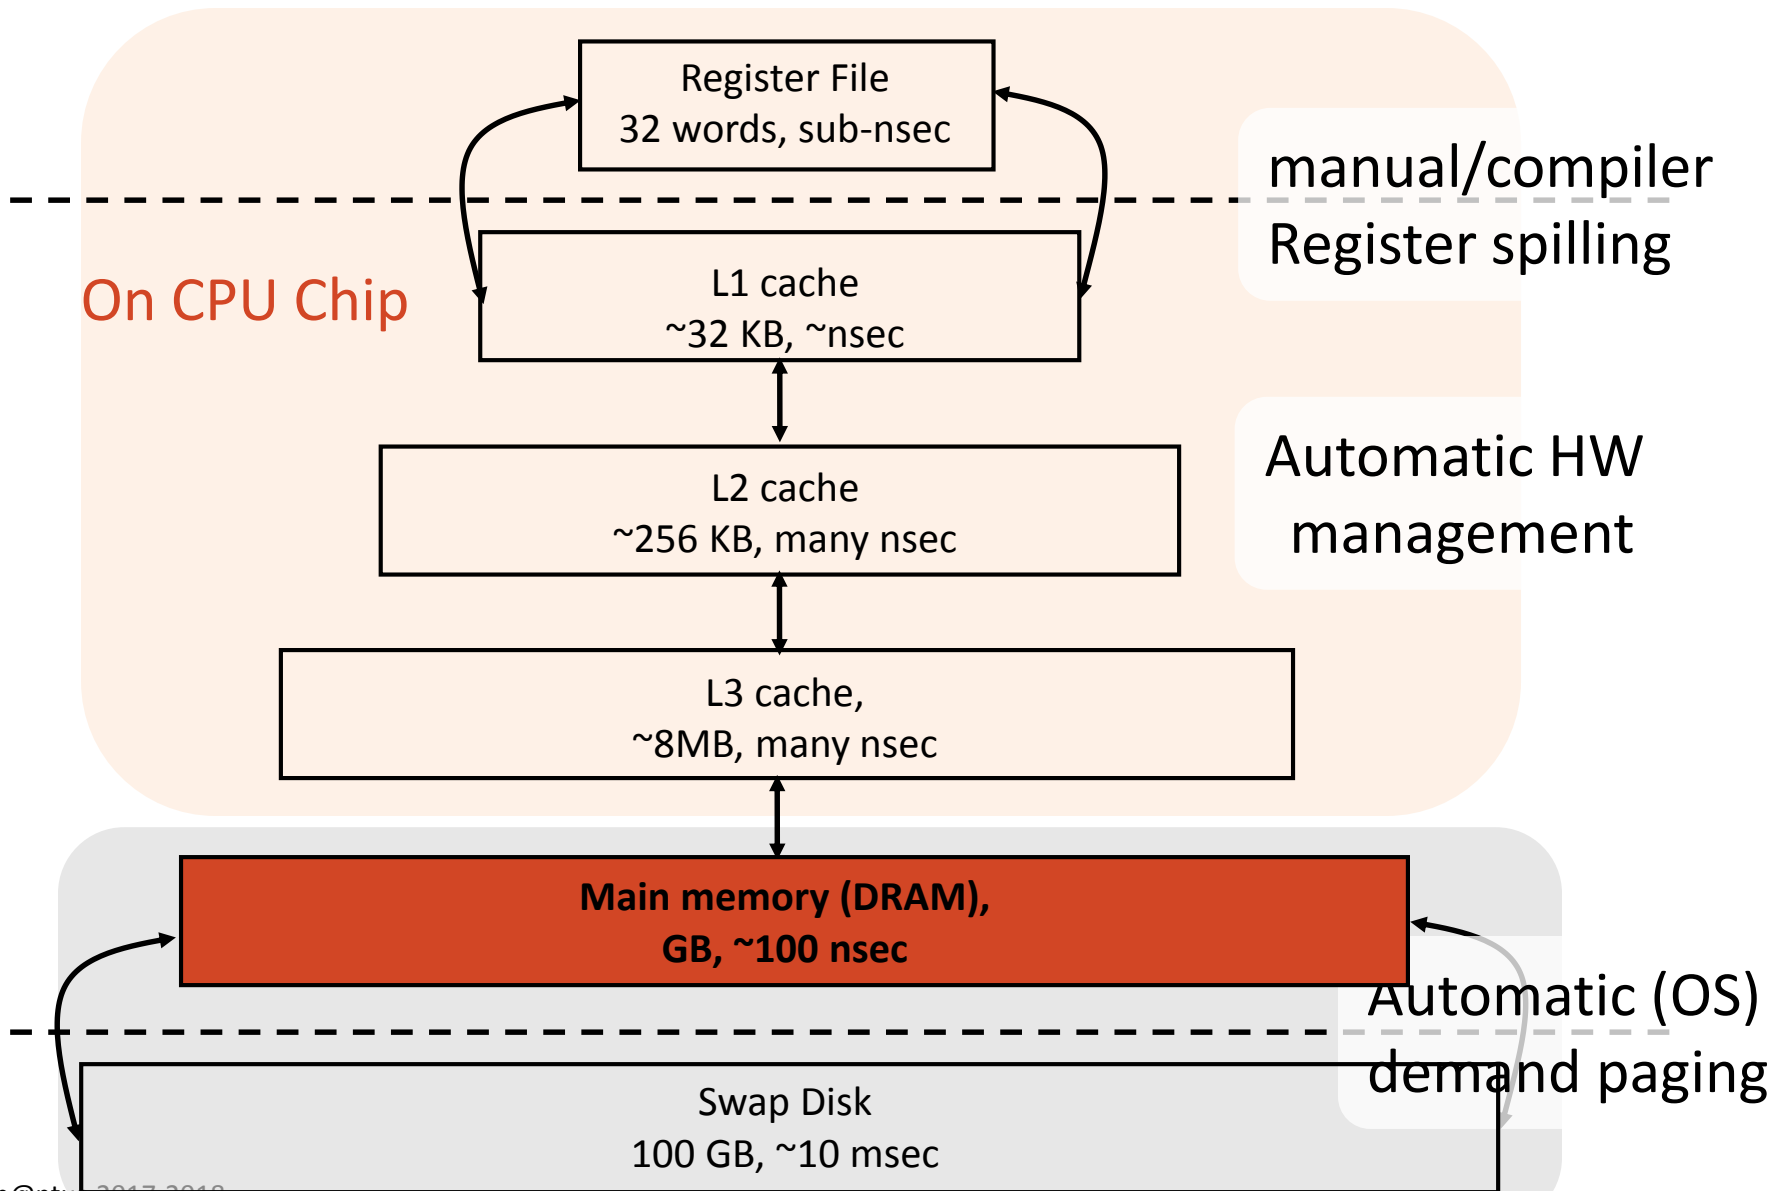 Register File
32 words, sub-nsec
manual/compiler
Register spilling
On CPU Chip
L1 cache
~32 KB, ~nsec
L2 cache
~256 KB, many nsec
Automatic HW
management
L3 cache,
~8MB, many nsec
Main memory (DRAM),
GB, ~100 nsec
Automatic (OS)
demand paging
Swap Disk
100 GB, ~10 msec
2017-2018